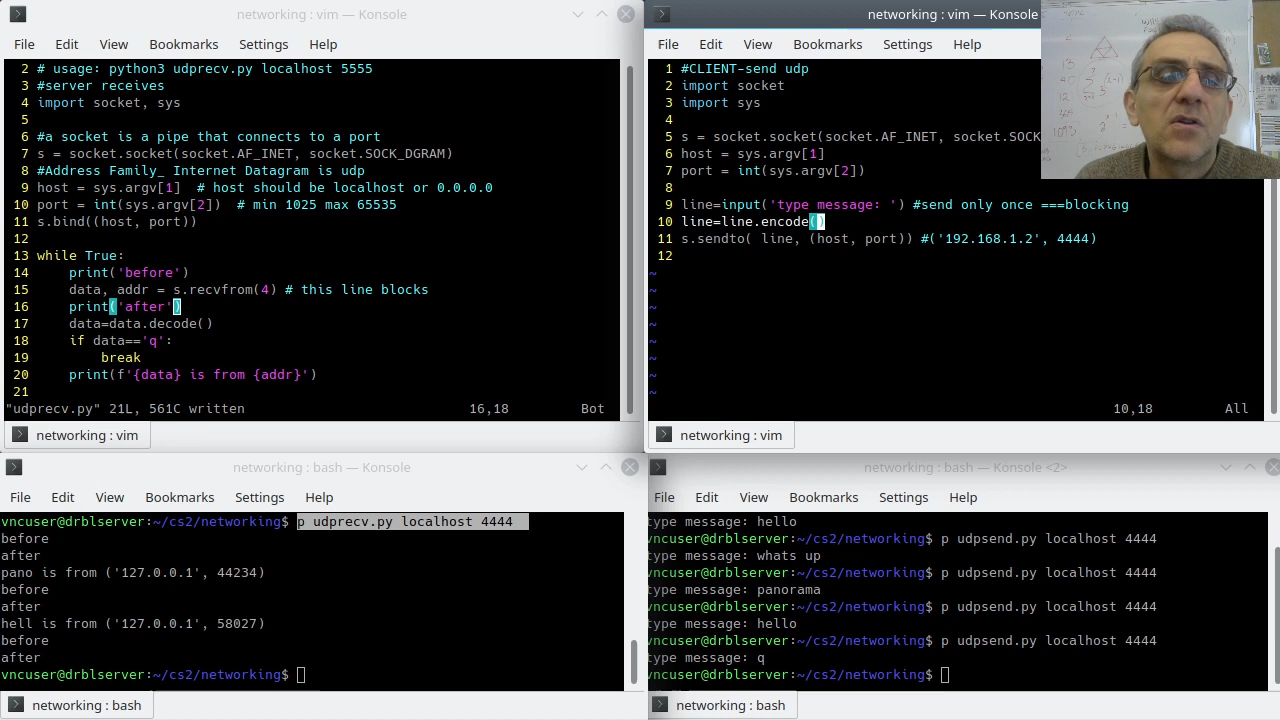 networking : vim — Konsole
File Edit View Bookmarks Settings Help
2 # usage: python3 udprecv.py localhost 5555
3 #server receives
4 import socket, sys
5
6 #a socket is a pipe that connects to a port
7 s = socket.socket(socket.AF_INET, socket.SOCK_DGRAM)
8 #Address Family_ Internet Datagram is udp
9 host = sys.argv[1]  # host should be localhost or 0.0.0.0
10 port = int(sys.argv[2])  # min 1025 max 65535
11 s.bind((host, port))
12
13 while True:
14     print('before')
15     data, addr = s.recvfrom(4) # this line blocks
16     print('after')
17     data=data.decode()
18     if data=='q':
19         break
20     print(f'{data} is from {addr}')
21
"udprecv.py" 21L, 561C written 16,18 Bot
networking : vim
networking : vim — Konsole
File Edit View Bookmarks Settings Help
1 #CLIENT-send udp
2 import socket
3 import sys
4
5 s = socket.socket(socket.AF_INET, socket.SOCK
6 host = sys.argv[1]
7 port = int(sys.argv[2])
8
9 line=input('type message: ') #send only once ===blocking
10 line=line.encode()
11 s.sendto( line, (host, port)) #('192.168.1.2', 4444)
12
~
~
~
~
~
~
~
~
10,18 All
networking : vim
networking : bash — Konsole
File Edit View Bookmarks Settings Help
vncuser@drblserver:~/cs2/networking$ p udprecv.py localhost 4444
before
after
pano is from ('127.0.0.1', 44234)
before
after
hell is from ('127.0.0.1', 58027)
before
after
vncuser@drblserver:~/cs2/networking$
networking : bash
networking : bash — Konsole <2>
File Edit View Bookmarks Settings Help
type message: hello
vncuser@drblserver:~/cs2/networking$ p udpsend.py localhost 4444
type message: whats up
vncuser@drblserver:~/cs2/networking$ p udpsend.py localhost 4444
type message: panorama
vncuser@drblserver:~/cs2/networking$ p udpsend.py localhost 4444
type message: hello
vncuser@drblserver:~/cs2/networking$ p udpsend.py localhost 4444
type message: q
vncuser@drblserver:~/cs2/networking$
networking : bash